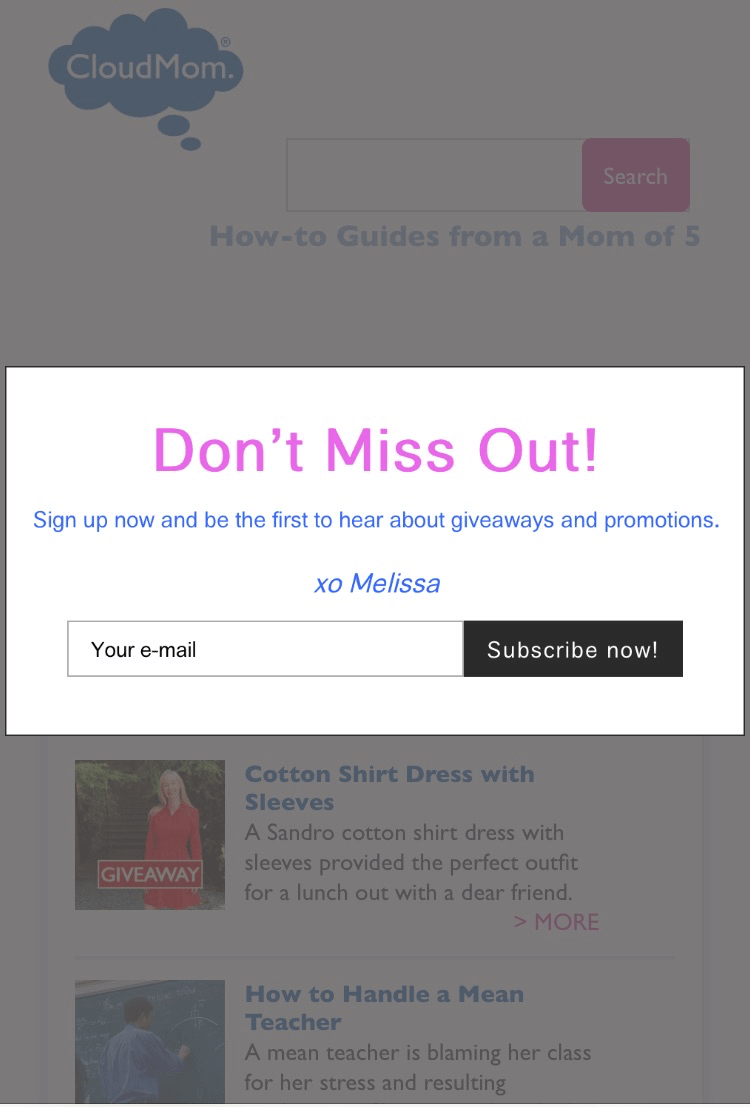 CloudMom.®
Search
How-to Guides from a Mom of 5
Don’t Miss Out!
Sign up now and be the first to hear about giveaways and promotions.
xo Melissa
Your e-mail
Subscribe now!
Cotton Shirt Dress with
Sleeves
A Sandro cotton shirt dress with
sleeves provided the perfect outfit
for a lunch out with a dear friend.
> MORE
GIVEAWAY
How to Handle a Mean
Teacher
A mean teacher is blaming her class
for her stress and resulting